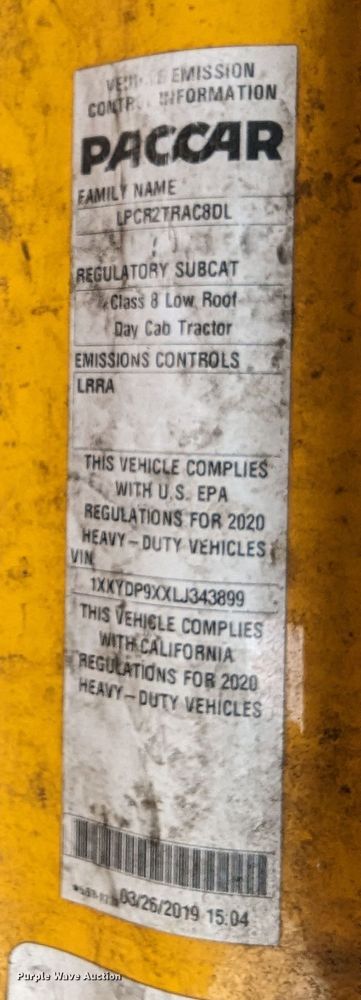 VEHICLE EMISSION
CONTROL INFORMATION
PACCAR
FAMILY NAME
LPCR2TRAC8DL
REGULATORY SUBCAT
Class 8 Low Roof
Day Cab Tractor
EMISSIONS CONTROLS
LRRA
THIS VEHICLE COMPLIES
WITH U.S. EPA
REGULATIONS FOR 2020
HEAVY-DUTY VEHICLES
VIN
1XKYDP9XXLJ343899
THIS VEHICLE COMPLIES
WITH CALIFORNIA
REGULATIONS FOR 2020
HEAVY-DUTY VEHICLES
03/26/2019 15:04
Purple Wave Auction